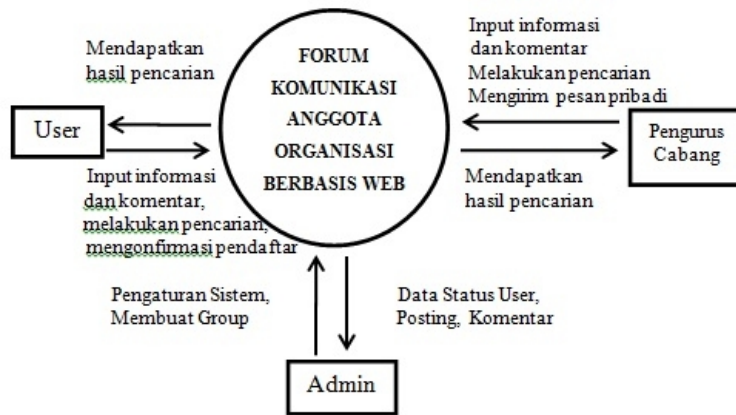 Mendapatkan
hasil pencarian
User
Input informasi
dan komentar,
melakukan pencarian,
mengonfirmasi pendaftar
FORUM
KOMUNIKASI
ANGGOTA
ORGANISASI
BERBASIS WEB
Input informasi
dan komentar
Melakukan pencarian
Mengirim pesan pribadi
Pengurus
Cabang
Mendapatkan
hasil pencarian
Pengaturan Sistem,
Membuat Group
Data Status User,
Posting, Komentar
Admin